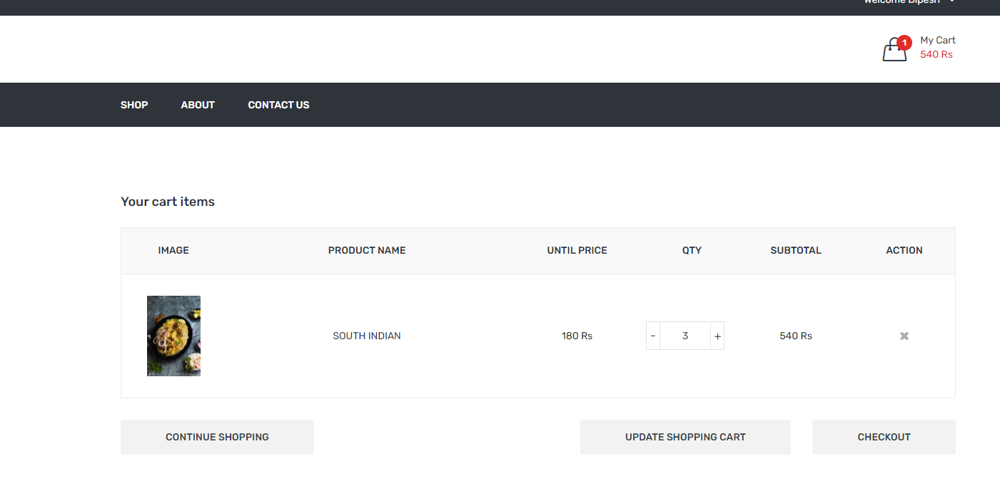 Welcome Dipesh
1
My Cart
540 Rs
SHOP ABOUT CONTACT US
Your cart items
IMAGE PRODUCT NAME UNTIL PRICE QTY SUBTOTAL ACTION
SOUTH INDIAN 180 Rs - 3 + 540 Rs ✖
CONTINUE SHOPPING UPDATE SHOPPING CART CHECKOUT